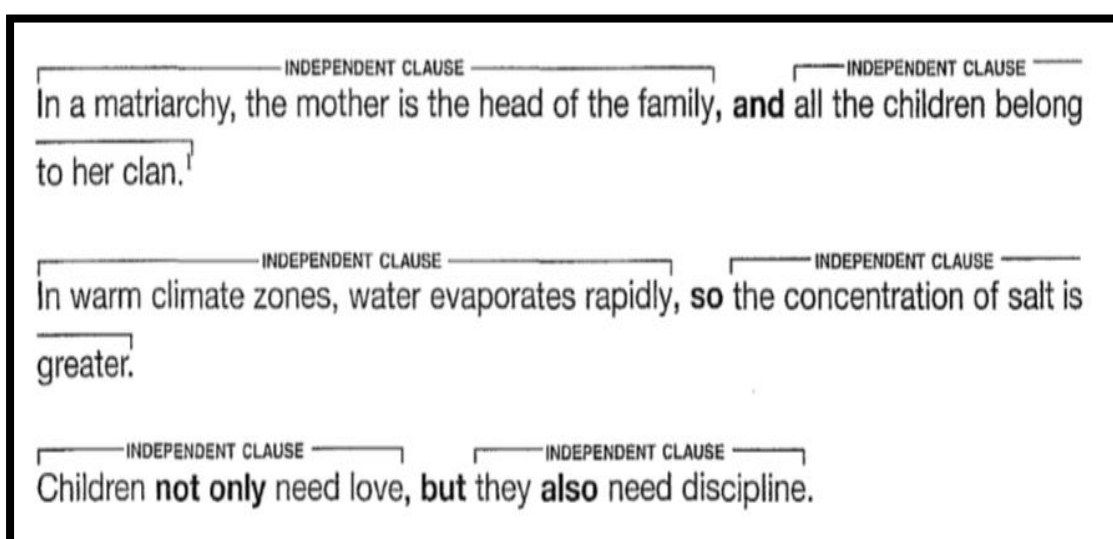 INDEPENDENT CLAUSE INDEPENDENT CLAUSE
In a matriarchy, the mother is the head of the family, and all the children belong
to her clan.¹
INDEPENDENT CLAUSE INDEPENDENT CLAUSE
In warm climate zones, water evaporates rapidly, so the concentration of salt is
greater.
INDEPENDENT CLAUSE INDEPENDENT CLAUSE
Children not only need love, but they also need discipline.